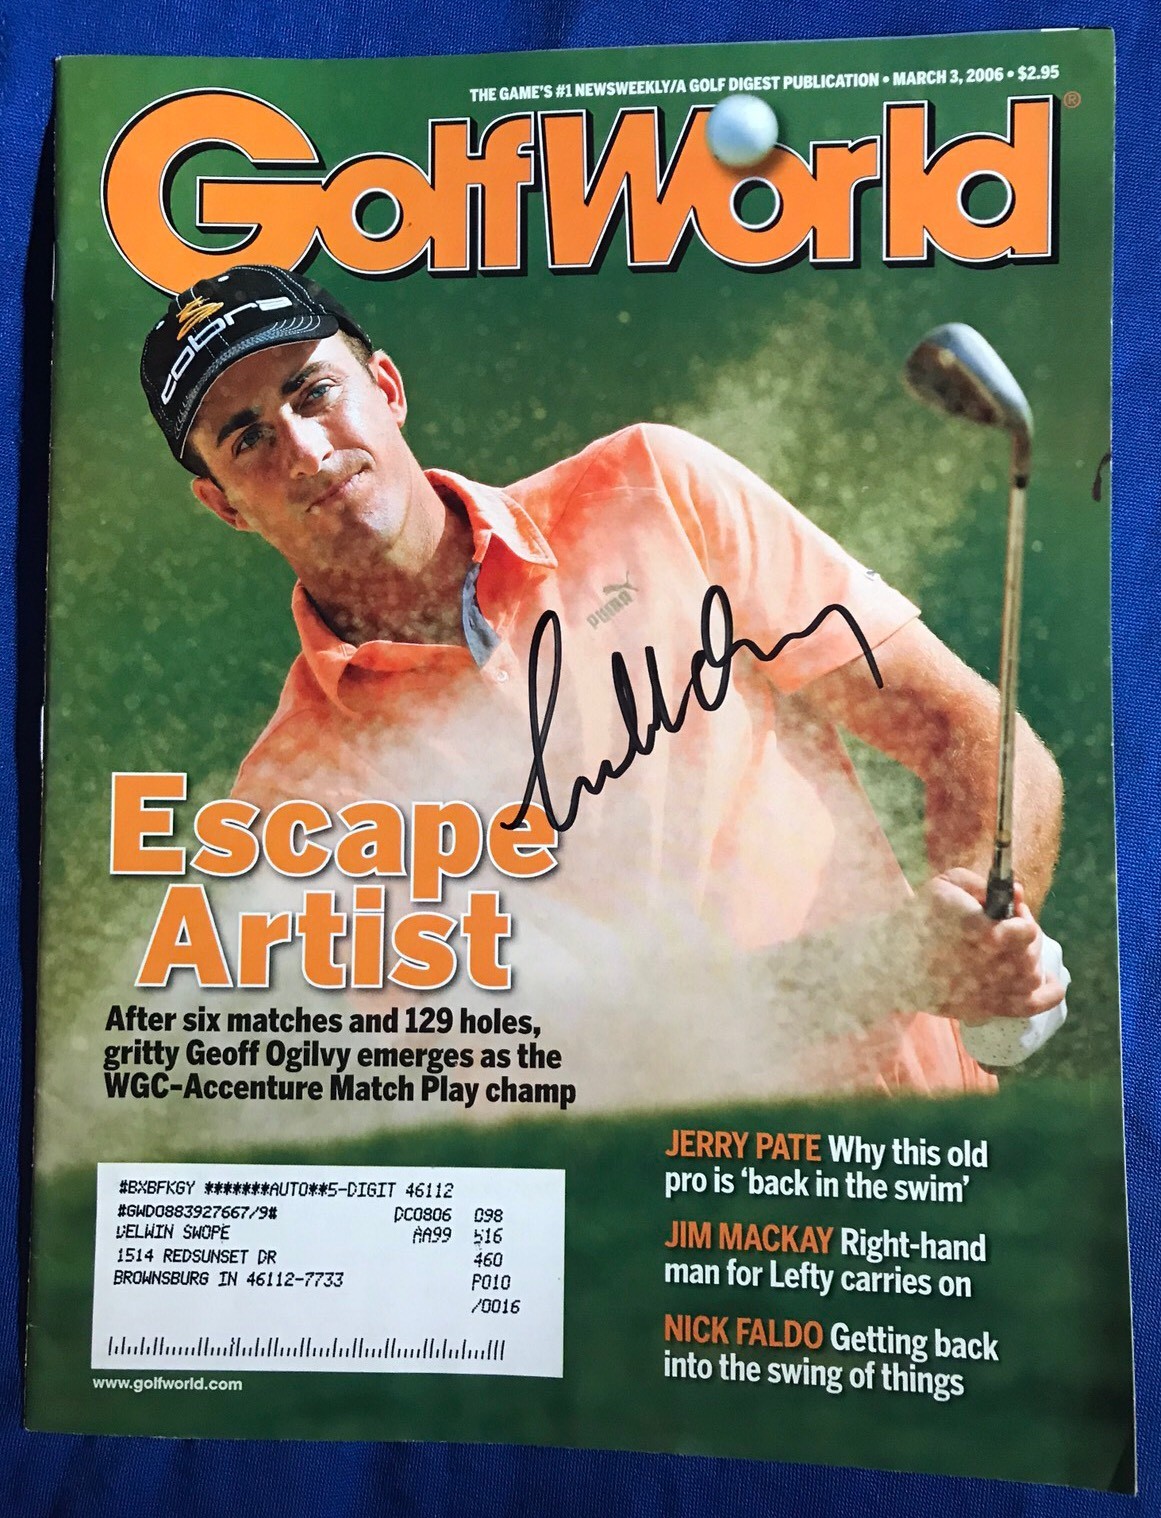 THE GAME'S #1 NEWSWEEKLY/A GOLF DIGEST PUBLICATION • MARCH 3, 2006 • $2.95
GolfWorld®
cobra
PUMA
Escape
Artist
After six matches and 129 holes,
gritty Geoff Ogilvy emerges as the
WGC-Accenture Match Play champ
JERRY PATE Why this old
pro is 'back in the swim'
JIM MACKAY Right-hand
man for Lefty carries on
NICK FALDO Getting back
into the swing of things
#BXBFKGY *******AUTO**5-DIGIT 46112
#GWD0883927667/9# DC0806 098
DELWIN SWOPE AA99 516
1514 REDSUNSET DR 460
BROWNSBURG IN 46112-7733 P010
/0016
www.golfworld.com